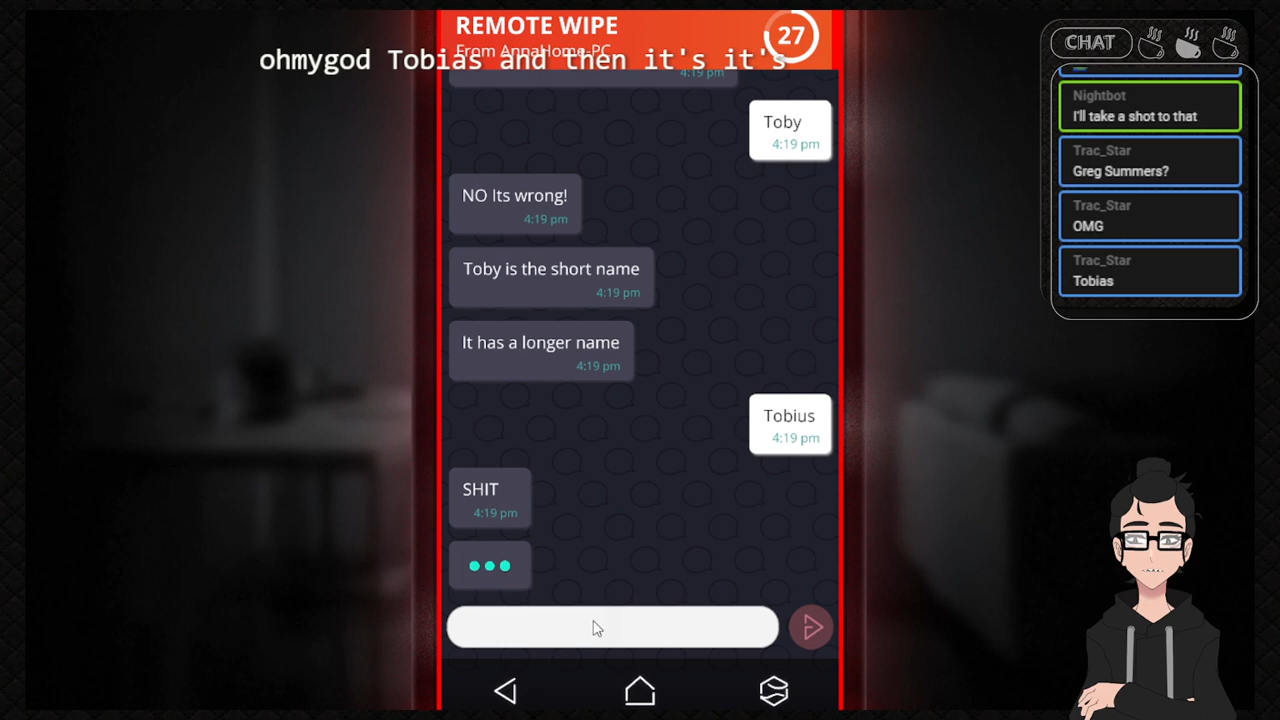 REMOTE WIPE
From AnnaHome-PC
27
ohmygod Tobias and then it's it's
4:19 pm
Toby
4:19 pm
NO Its wrong!
4:19 pm
Toby is the short name
4:19 pm
It has a longer name
4:19 pm
Tobius
4:19 pm
SHIT
4:19 pm
CHAT
Nightbot
I'll take a shot to that
Trac_Star
Greg Summers?
Trac_Star
OMG
Trac_Star
Tobias